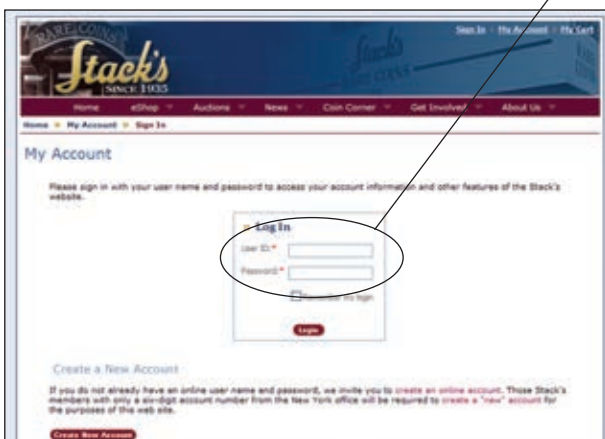 RARE COINS
Stack's
SINCE 1935
Sign In My Account My Cart
Home eShop Auctions News Coin Corner Get Involved About Us
Home My Account Sign In
My Account
Please sign in with your user name and password to access your account information and other features of the Stack's
website.
Log In
User ID:*
Password:*
Remember my login
Login
Create a New Account
If you do not already have an online user name and password, we invite you to create an online account. Those Stack's
members with only a six-digit account number from the New York office will be required to create a "new" account for
the purposes of this web site.
Create New Account